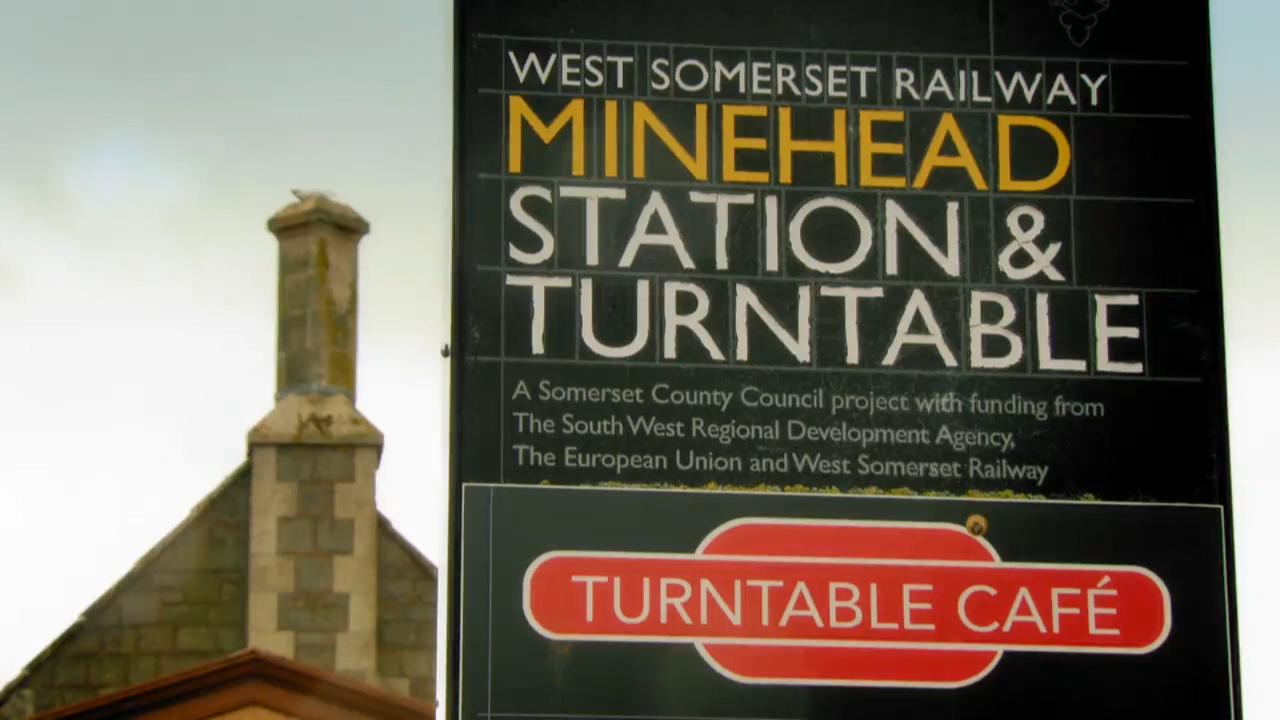 WEST SOMERSET RAILWAY
MINEHEAD
STATION &
TURNTABLE
A Somerset County Council project with funding from
The South West Regional Development Agency,
The European Union and West Somerset Railway
TURNTABLE CAFÉ